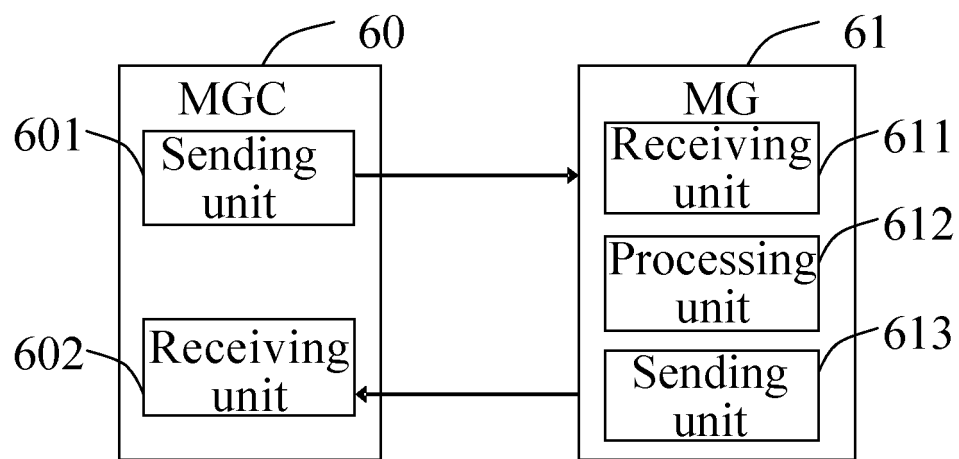 60
61
MGC
MG
601
Sending
unit
Receiving
unit
611
Processing
unit
612
602
Receiving
unit
Sending
unit
613